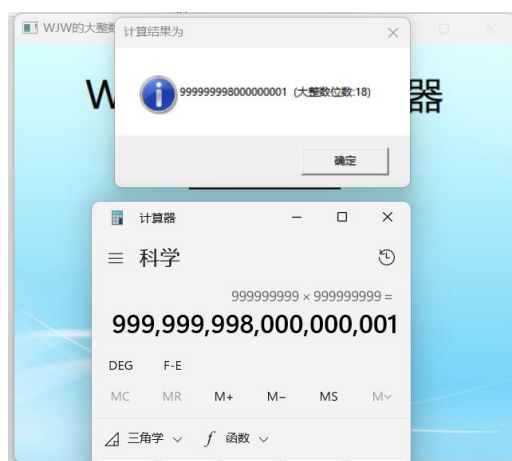 WJW的大整数
计算结果为
W
器
999999998000000001 (大整数位数:18)
确定
计算器
科学
999999999 × 999999999 =
999,999,998,000,000,001
DEG F-E
MC MR M+ M− MS M˅
三角学 f 函数